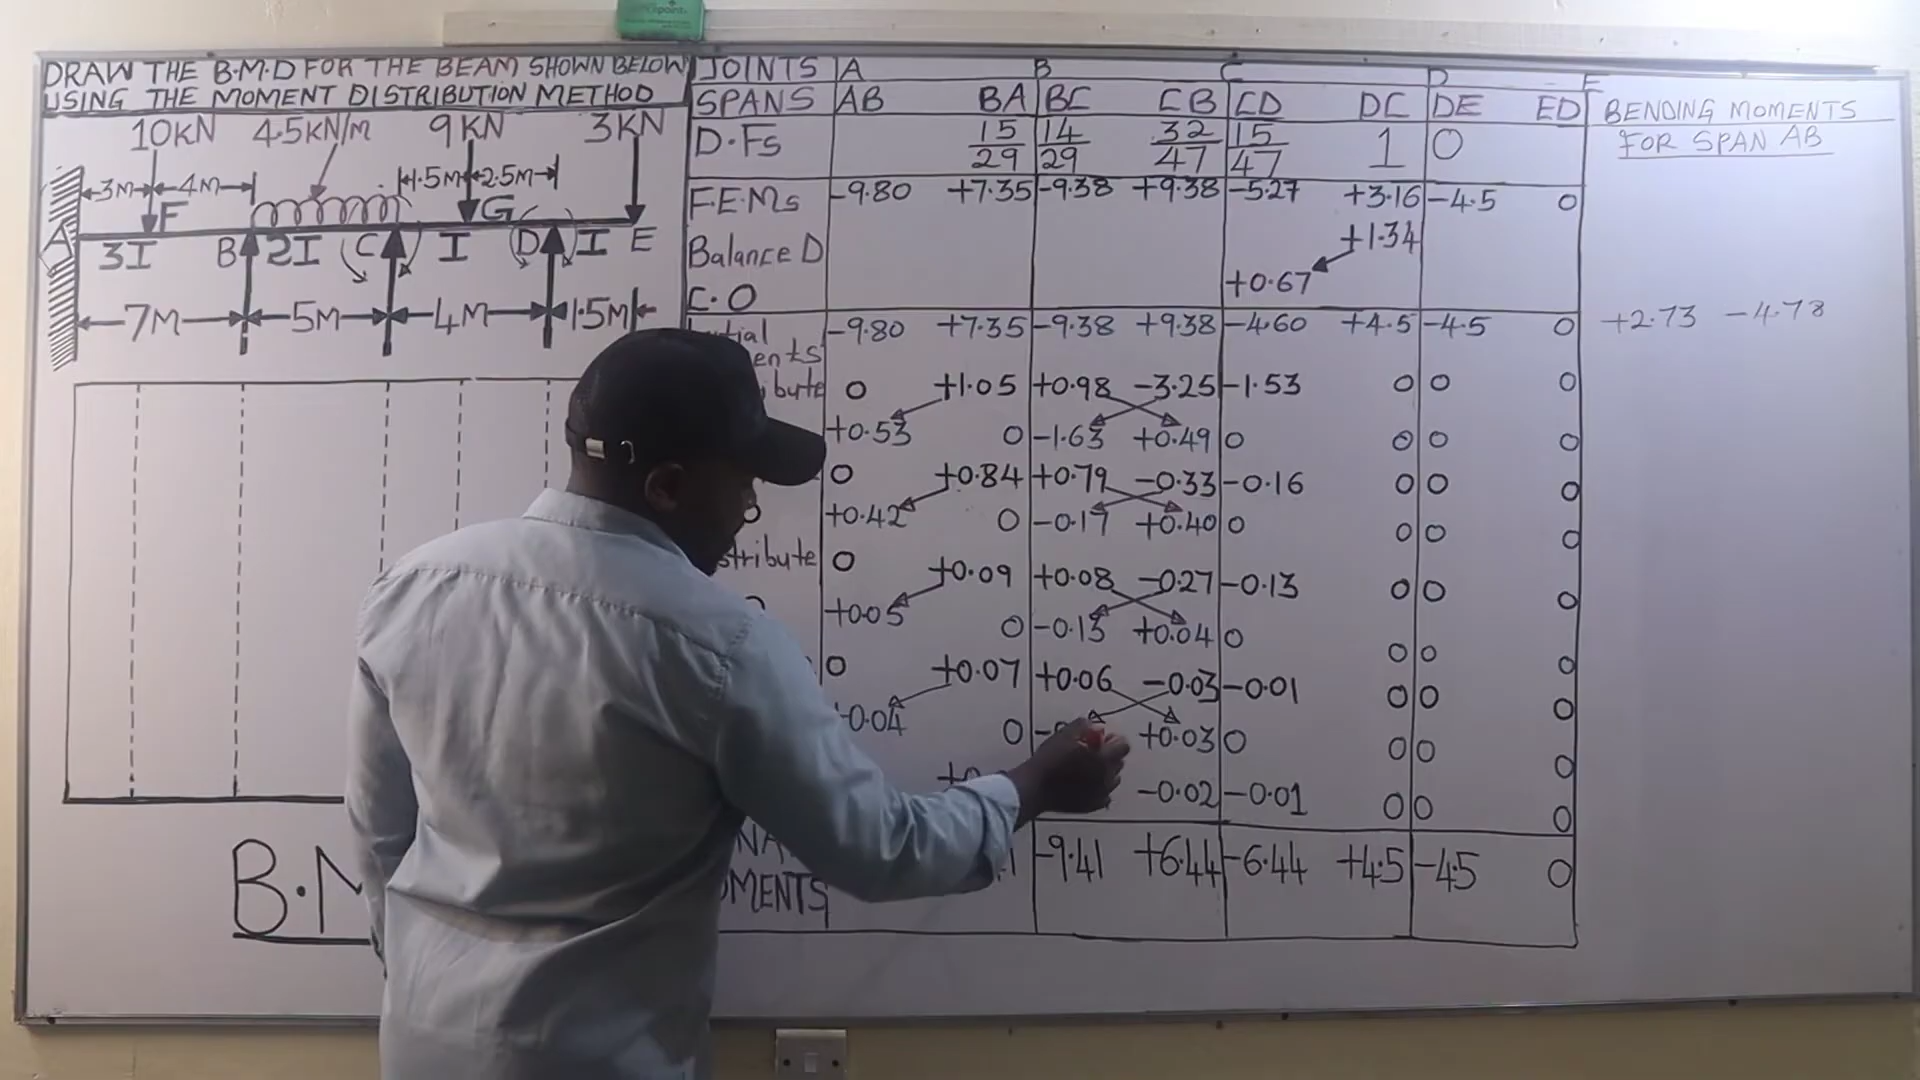 DRAW THE B.M.D FOR THE BEAM SHOWN BELOW
USING THE MOMENT DISTRIBUTION METHOD
10KN 4.5KN/M 9KN 3KN
3M 4M 1.5M 2.5M
F G
A B C D E
3I 2I I I
7M 5M 4M 1.5M
JOINTS A B C D E
SPANS AB BA BC CB CD DC DE ED
D.Fs 15/29 14/29 32/47 15/47 1 0
F.E.Ms -9.80 +7.35 -9.38 +9.38 -5.27 +3.16 -4.5 0
Balance D +1.34
C.O +0.67
-9.80 +7.35 -9.38 +9.38 -4.60 +4.5 -4.5 0
0 +1.05 +0.98 -3.25 -1.53 0 0 0
+0.53 0 -1.63 +0.49 0 0 0 0
0 +0.84 +0.79 -0.33 -0.16 0 0 0
+0.42 0 -0.17 +0.40 0 0 0 0
0 +0.09 +0.08 -0.27 -0.13 0 0 0
+0.05 0 -0.13 +0.04 0 0 0 0
0 +0.07 +0.06 -0.03 -0.01 0 0 0
0.04 0 +0.03 0 0 0 0
-0.02 -0.01 0 0 0
-9.41 +6.44 -6.44 +4.5 -4.5 0
BENDING MOMENTS
FOR SPAN AB
+2.73 -4.78